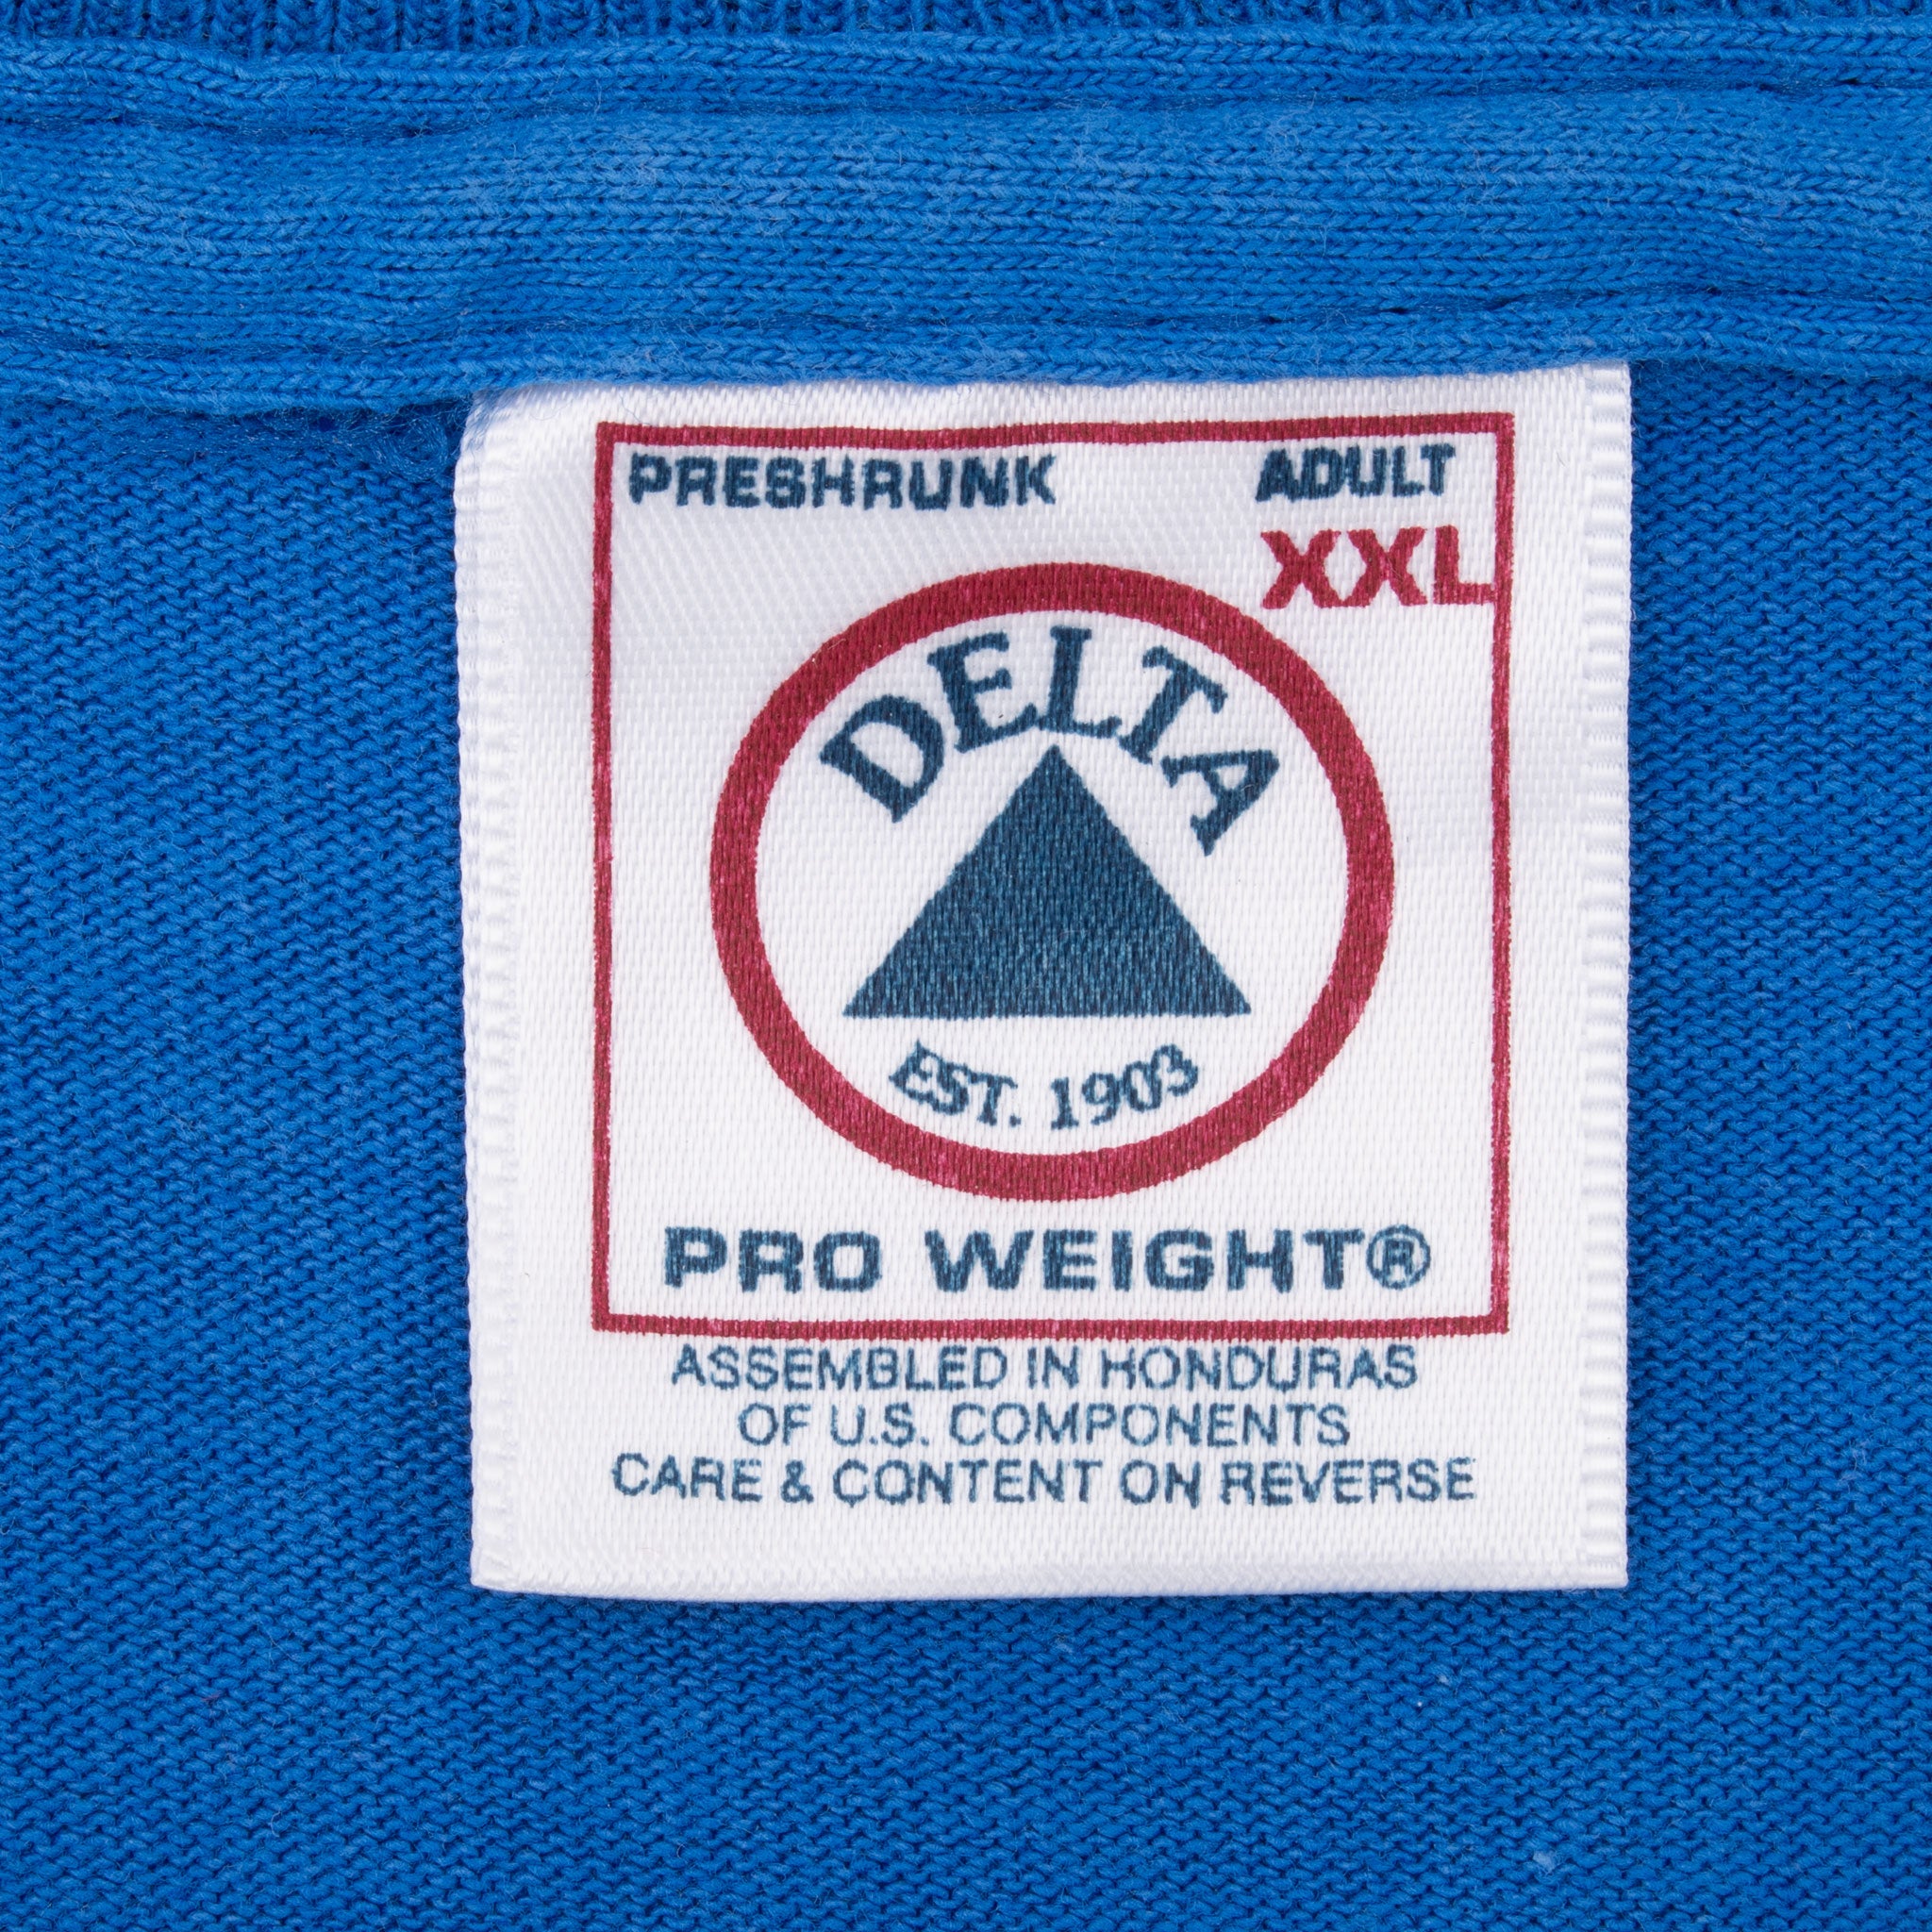 PRESHRUNK ADULT
XXL
DELTA
EST. 1903
PRO WEIGHT®
ASSEMBLED IN HONDURAS
OF U.S. COMPONENTS
CARE & CONTENT ON REVERSE